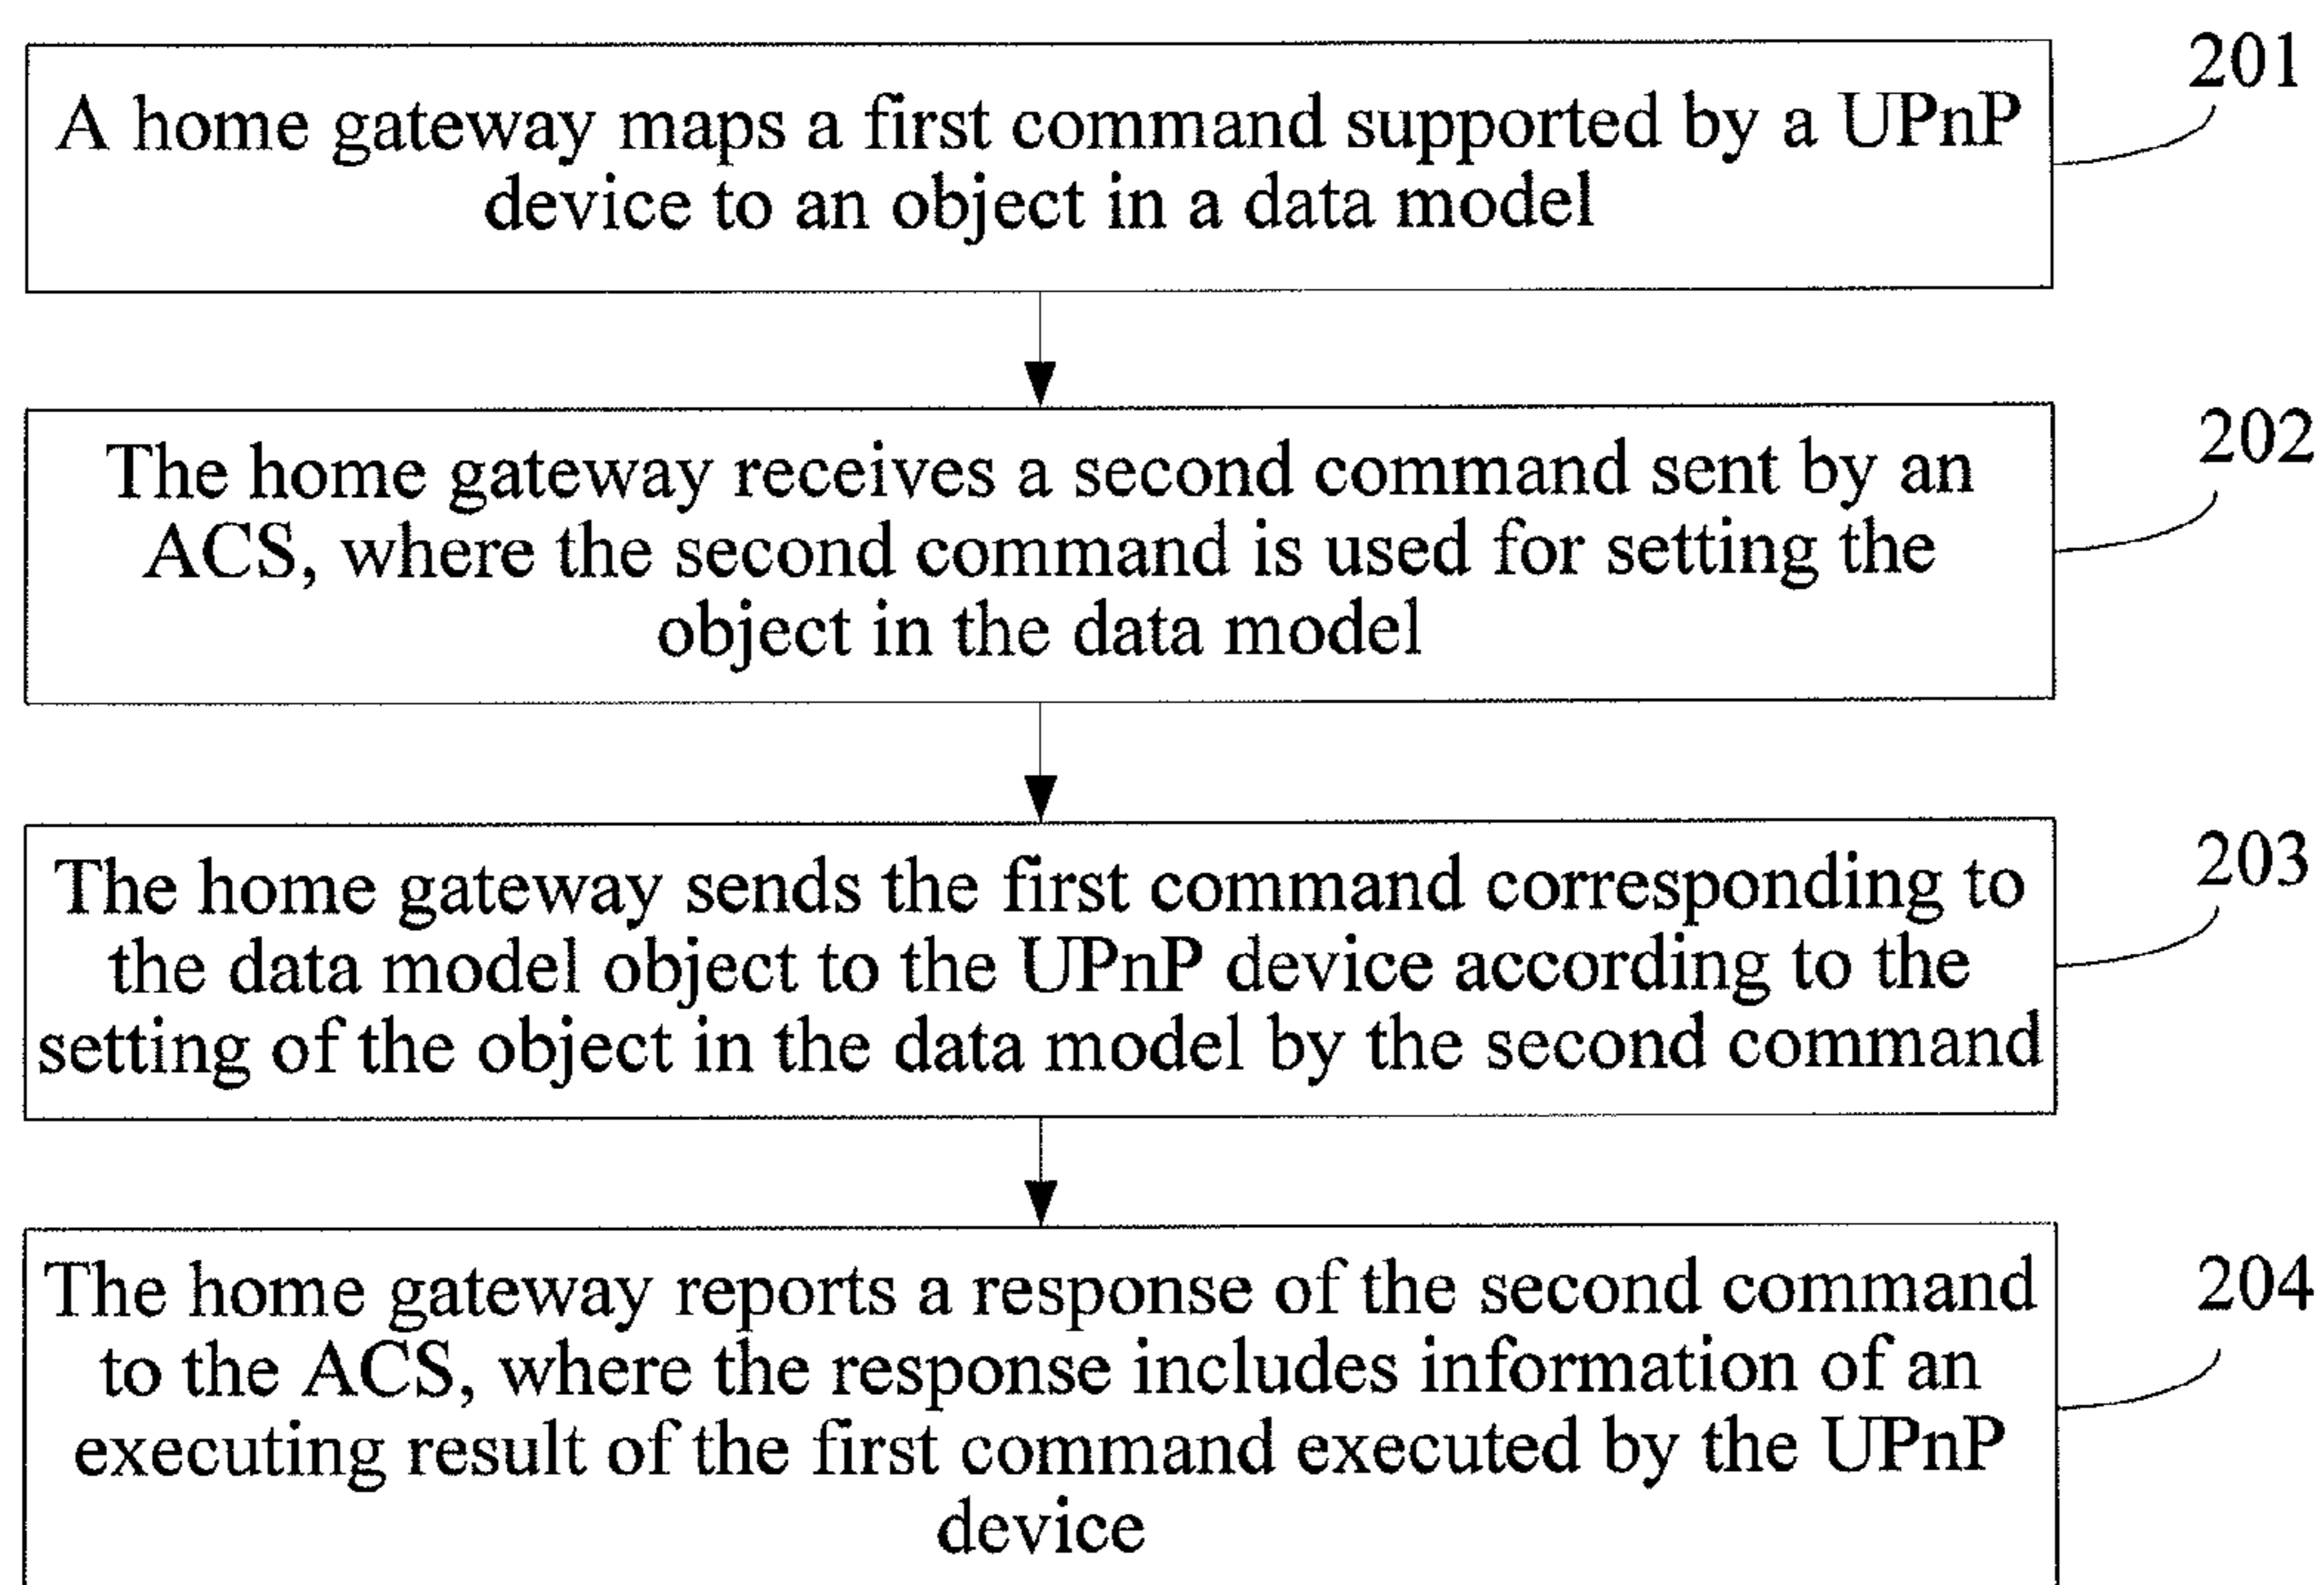 A home gateway maps a first command supported by a UPnP
device to an object in a data model
201
The home gateway receives a second command sent by an
ACS, where the second command is used for setting the
object in the data model
202
The home gateway sends the first command corresponding to
the data model object to the UPnP device according to the
setting of the object in the data model by the second command
203
The home gateway reports a response of the second command
to the ACS, where the response includes information of an
executing result of the first command executed by the UPnP
device
204